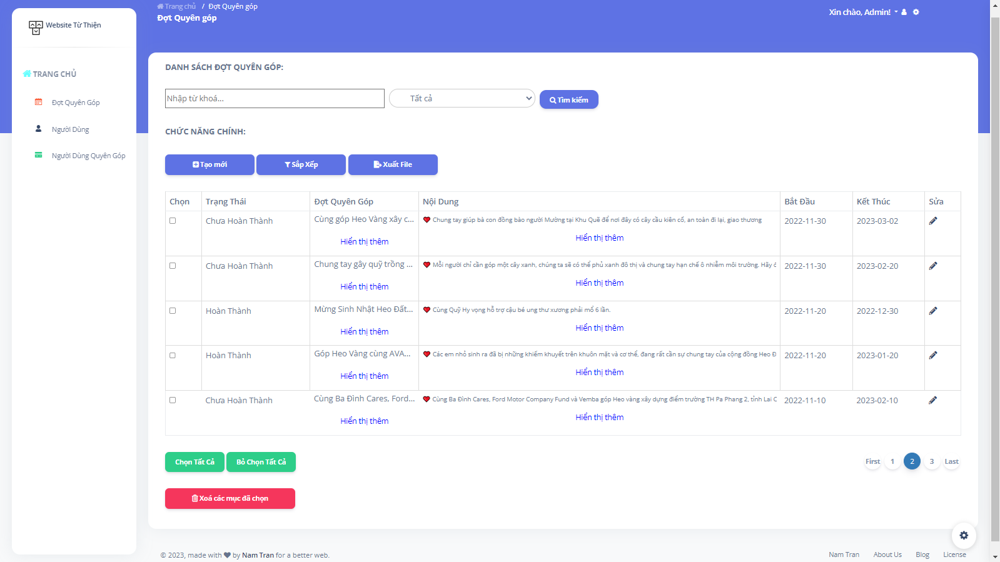 Trang chủ / Đợt Quyên góp
Đợt Quyên góp
Xin chào, Admin!
Website Từ Thiện
TRANG CHỦ
Đợt Quyên Góp
Người Dùng
Người Dùng Quyên Góp
DANH SÁCH ĐỢT QUYÊN GÓP:
Nhập từ khoá...
Tất cả
Tìm kiếm
CHỨC NĂNG CHÍNH:
Tạo mới
Sắp Xếp
Xuất File
Chọn Trạng Thái Đợt Quyên Góp Nội Dung Bắt Đầu Kết Thúc Sửa
Chưa Hoàn Thành Cùng góp Heo Vàng xây c... Chung tay giúp bà con đồng bào người Mường tại Khu Quẽ để nơi đây có cây cầu kiên cố, an toàn đi lại, giao thương 2022-11-30 2023-03-02
Hiển thị thêm Hiển thị thêm
Chưa Hoàn Thành Chung tay gây quỹ trồng ... Mỗi người chỉ cần góp một cây xanh, chúng ta sẽ có thể phủ xanh đô thị và chung tay hạn chế ô nhiễm môi trường. Hãy 2022-11-30 2023-02-20
Hiển thị thêm Hiển thị thêm
Hoàn Thành Mừng Sinh Nhật Heo Đất... Cùng Quỹ Hy vọng hỗ trợ cậu bé ung thư xương phải mổ 6 lần. 2022-11-20 2022-12-30
Hiển thị thêm Hiển thị thêm
Hoàn Thành Góp Heo Vàng cùng AVA... Các em nhỏ sinh ra đã bị những khiếm khuyết trên khuôn mặt và cơ thể, đang rất cần sự chung tay của cộng đồng Heo Đ 2022-11-20 2023-01-20
Hiển thị thêm Hiển thị thêm
Chưa Hoàn Thành Cùng Ba Đình Cares, Ford... Cùng Ba Đình Cares, Ford Motor Company Fund và Vemba góp Heo vàng xây dựng điểm trường TH Pa Phang 2, tỉnh Lai C 2022-11-10 2023-02-10
Hiển thị thêm Hiển thị thêm
Chọn Tất Cả
Bỏ Chọn Tất Cả
First 1 2 3 Last
Xoá các mục đã chọn
© 2023, made with by Nam Tran for a better web.
Nam Tran About Us Blog License